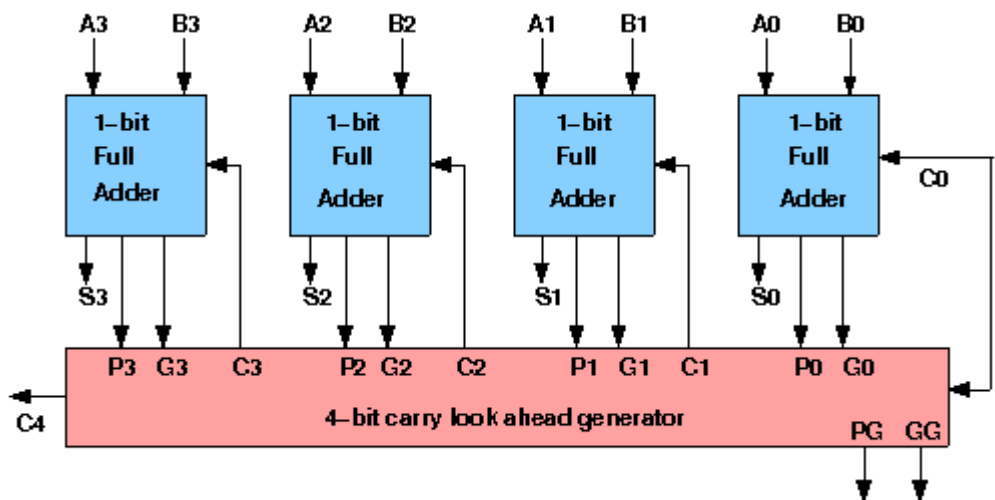 A3 B3 A2 B2 A1 B1 A0 B0
1-bit Full Adder
1-bit Full Adder
1-bit Full Adder
1-bit Full Adder
C0
S3 S2 S1 S0
P3 G3 C3 P2 G2 C2 P1 G1 C1 P0 G0
C4
4-bit carry look ahead generator
PG GG